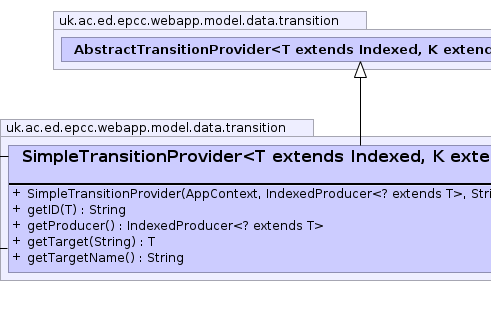 uk.ac.ed.epcc.webapp.model.data.transition
AbstractTransitionProvider<T extends Indexed, K extend
uk.ac.ed.epcc.webapp.model.data.transition
SimpleTransitionProvider<T extends Indexed, K exte
+ SimpleTransitionProvider(AppContext, IndexedProducer<? extends T>, Stri
+ getID(T) : String
+ getProducer() : IndexedProducer<? extends T>
+ getTarget(String) : T
+ getTargetName() : String